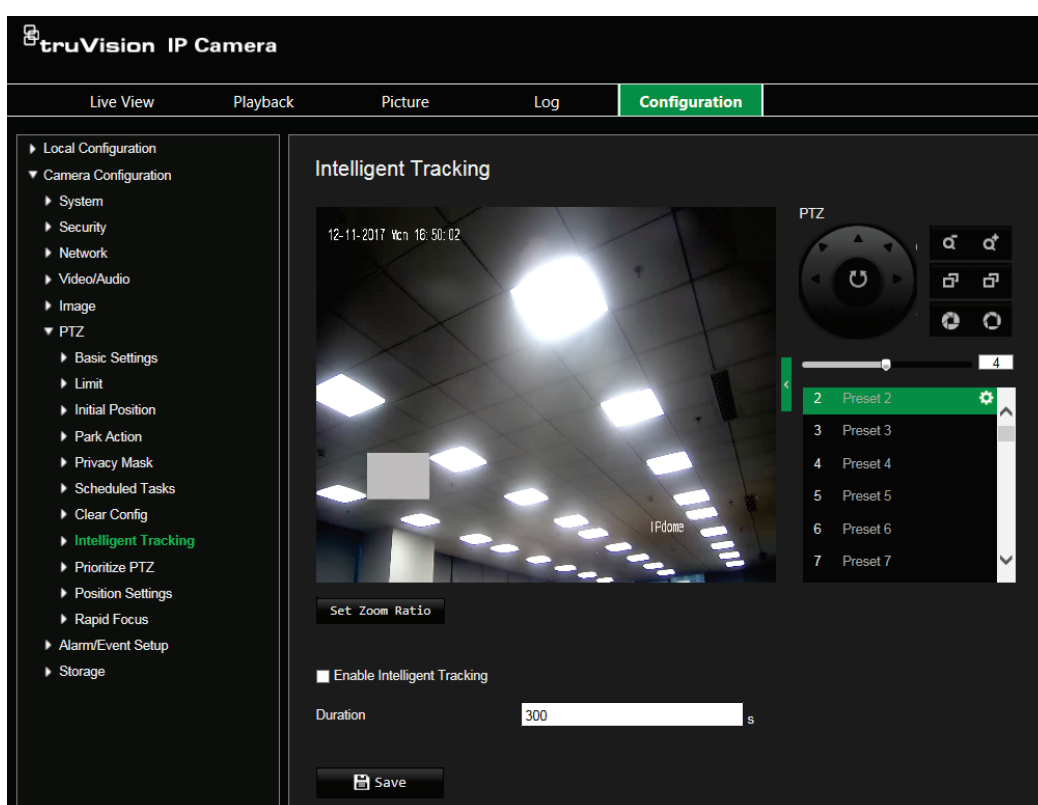 truVision IP Camera
Live View Playback Picture Log Configuration
Local Configuration
Camera Configuration
System
Security
Network
Video/Audio
Image
PTZ
Basic Settings
Limit
Initial Position
Park Action
Privacy Mask
Scheduled Tasks
Clear Config
Intelligent Tracking
Prioritize PTZ
Position Settings
Rapid Focus
Alarm/Event Setup
Storage
Intelligent Tracking
12-11-2017 16:50:02
IPdome
PTZ
4
2 Preset 2
3 Preset 3
4 Preset 4
5 Preset 5
6 Preset 6
7 Preset 7
Set Zoom Ratio
Enable Intelligent Tracking
Duration 300 s
Save